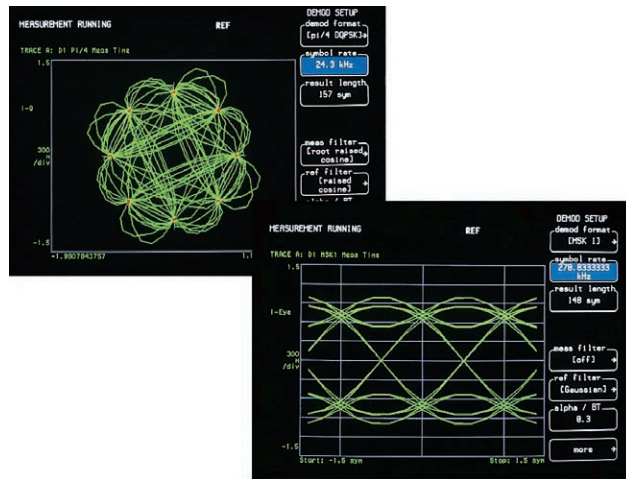 MEASUREMENT RUNNING
REF
DEMOD SETUP
demod format
[pi/4 DQPSK]
TRACE A: D1 PI/4 Meas Time
1.5
symbol rate
24.3 kHz
result length
157 sym
I-Q
300
m
/div
meas filter
[root raised
cosine]
ref filter
[raised
cosine]
alpha / BT
-1.5
-1.9907043757
MEASUREMENT RUNNING
REF
DEMOD SETUP
demod format
[MSK 1]
TRACE A: D1 MSK1 Meas Time
1.5
symbol rate
270.8333333
kHz
result length
148 sym
I-Eye
300
m
/div
meas filter
[off]
ref filter
[Gaussian]
alpha / BT
0.3
more
-1.5
Start: -1.5 sym
Stop: 1.5 sym